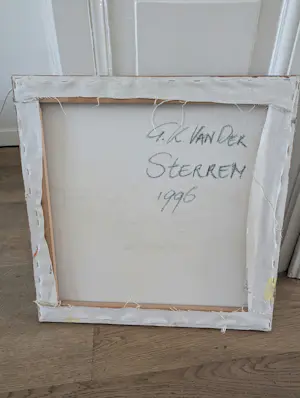 G.K VAN DER
STERREN
1996